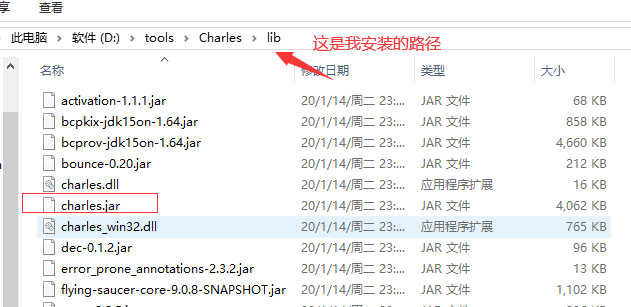 享 查看
此电脑 > 软件 (D:) > tools > Charles > lib 这是我安装的路径
名称 修改日期 类型 大小
activation-1.1.1.jar 20/1/14/周二 23:... JAR 文件 68 KB
bcpkix-jdk15on-1.64.jar 20/1/14/周二 23:... JAR 文件 858 KB
bcprov-jdk15on-1.64.jar 20/1/14/周二 23:... JAR 文件 4,660 KB
bounce-0.20.jar 20/1/14/周二 23:... JAR 文件 212 KB
charles.dll 20/1/14/周二 23:... 应用程序扩展 16 KB
charles.jar 20/1/14/周二 23:... JAR 文件 4,062 KB
charles_win32.dll 20/1/14/周二 23:... 应用程序扩展 765 KB
dec-0.1.2.jar 20/1/14/周二 23:... JAR 文件 96 KB
error_prone_annotations-2.3.2.jar 20/1/14/周二 23:... JAR 文件 13 KB
flying-saucer-core-9.0.8-SNAPSHOT.jar 20/1/14/周二 23:... JAR 文件 1,102 KB